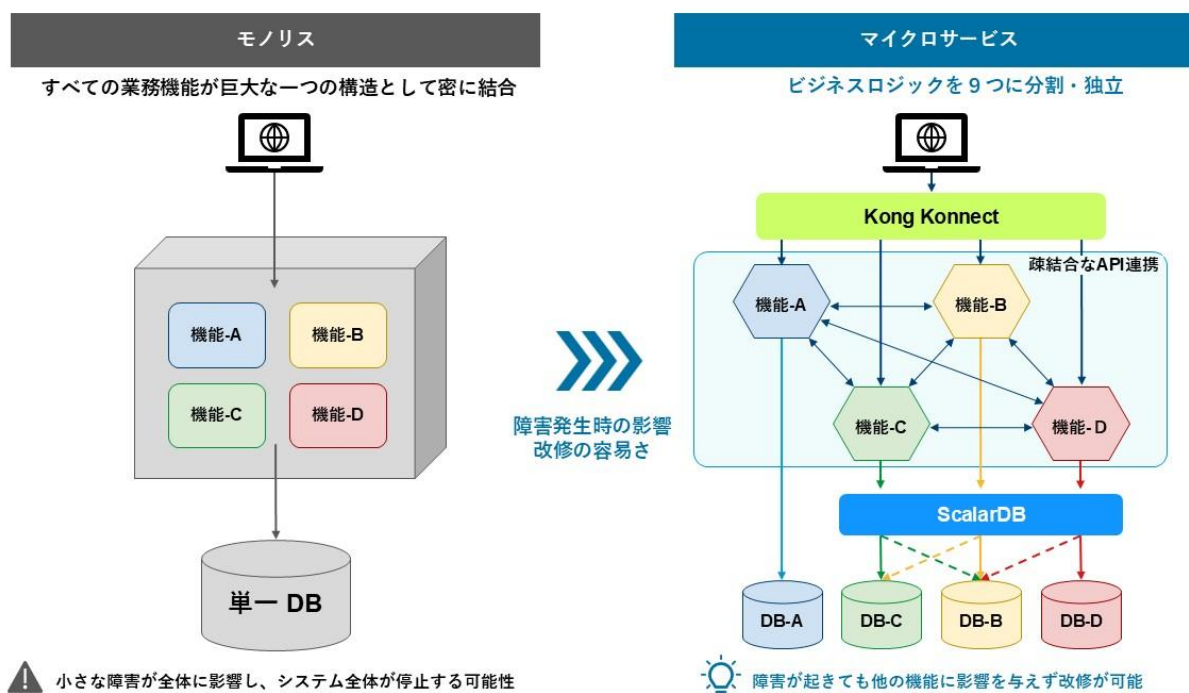 モノリス
すべての業務機能が巨大な一つの構造として密に結合
機能-A
機能-B
機能-C
機能-D
単一 DB
小さな障害が全体に影響し、システム全体が停止する可能性
障害発生時の影響
改修の容易さ
マイクロサービス
ビジネスロジックを９つに分割・独立
Kong Konnect
疎結合なAPI連携
機能-A
機能-B
機能-C
機能-D
ScalarDB
DB-A
DB-C
DB-B
DB-D
障害が起きても他の機能に影響を与えず改修が可能